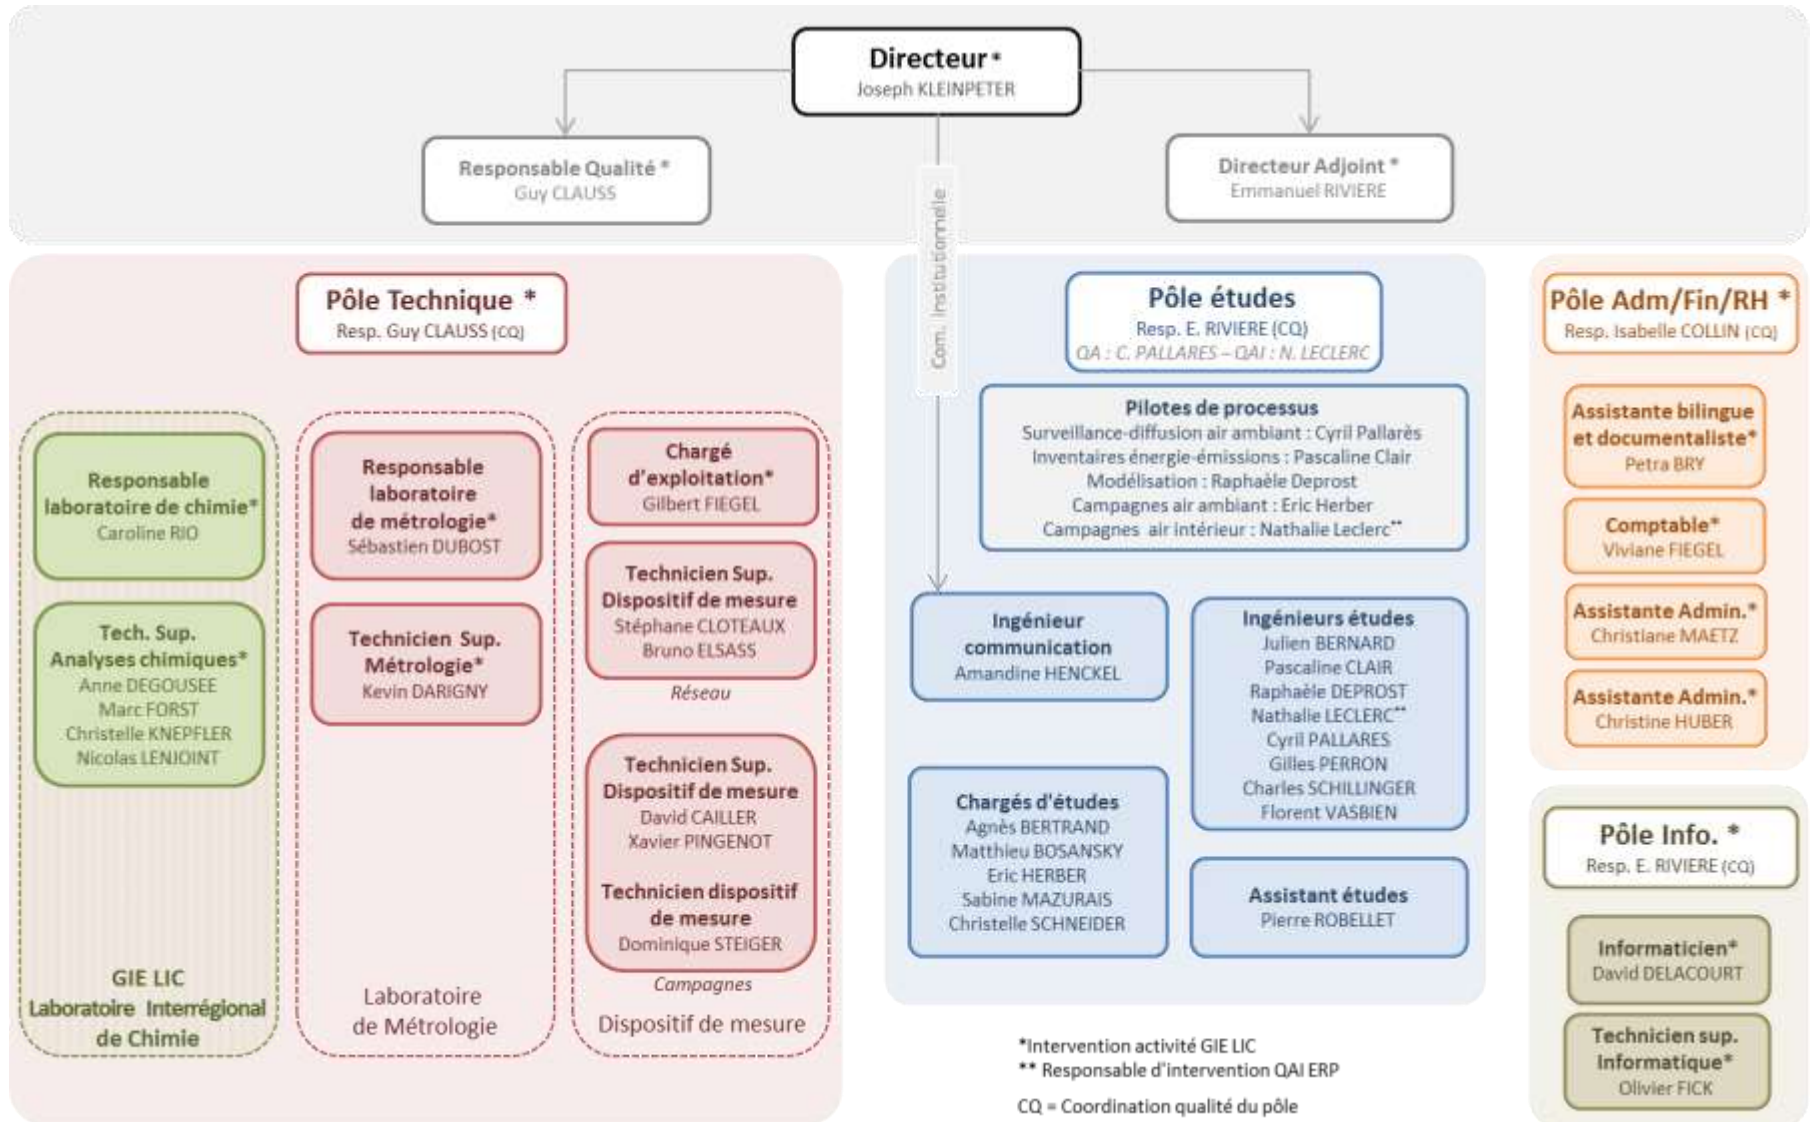 Directeur *
Joseph KLEINPETER
Responsable Qualité *
Guy CLAUSS
Directeur Adjoint *
Emmanuel RIVIERE
Com. institutionnelle
Pôle Technique *
Resp. Guy CLAUSS (CQ)
Responsable
laboratoire de chimie*
Caroline RIO
Tech. Sup.
Analyses chimiques*
Anne DEGOUSEE
Marc FORST
Christelle KNEPFLER
Nicolas LENJOINT
GIE LIC
Laboratoire Interrégional
de Chimie
Responsable
laboratoire
de métrologie*
Sébastien DUBOST
Technicien Sup.
Métrologie*
Kevin DARIGNY
Laboratoire
de Métrologie
Chargé
d'exploitation*
Gilbert FIEGEL
Technicien Sup.
Dispositif de mesure
Stéphane CLOTEAUX
Bruno ELSASS
Réseau
Technicien Sup.
Dispositif de mesure
David CAILLER
Xavier PINGENOT
Technicien dispositif
de mesure
Dominique STEIGER
Campagnes
Dispositif de mesure
Pôle études
Resp. E. RIVIERE (CQ)
QA : C. PALLARES – QAI : N. LECLERC
Pilotes de processus
Surveillance-diffusion air ambiant : Cyril Pallarès
Inventaires énergie-émissions : Pascaline Clair
Modélisation : Raphaèle Deprost
Campagnes air ambiant : Eric Herber
Campagnes air intérieur : Nathalie Leclerc**
Ingénieur
communication
Amandine HENCKEL
Chargés d'études
Agnès BERTRAND
Matthieu BOSANSKY
Eric HERBER
Sabine MAZURAIS
Christelle SCHNEIDER
Ingénieurs études
Julien BERNARD
Pascaline CLAIR
Raphaèle DEPROST
Nathalie LECLERC**
Cyril PALLARES
Gilles PERRON
Charles SCHILLINGER
Florent VASBIEN
Assistant études
Pierre ROBELLET
*Intervention activité GIE LIC
** Responsable d'intervention QAI ERP
CQ = Coordination qualité du pôle
Pôle Adm/Fin/RH *
Resp. Isabelle COLLIN (CQ)
Assistante bilingue
et documentaliste*
Petra BRY
Comptable*
Viviane FIEGEL
Assistante Admin.*
Christiane MAETZ
Assistante Admin.*
Christine HUBER
Pôle Info. *
Resp. E. RIVIERE (CQ)
Informaticien*
David DELACOURT
Technicien sup.
Informatique*
Olivier FICK